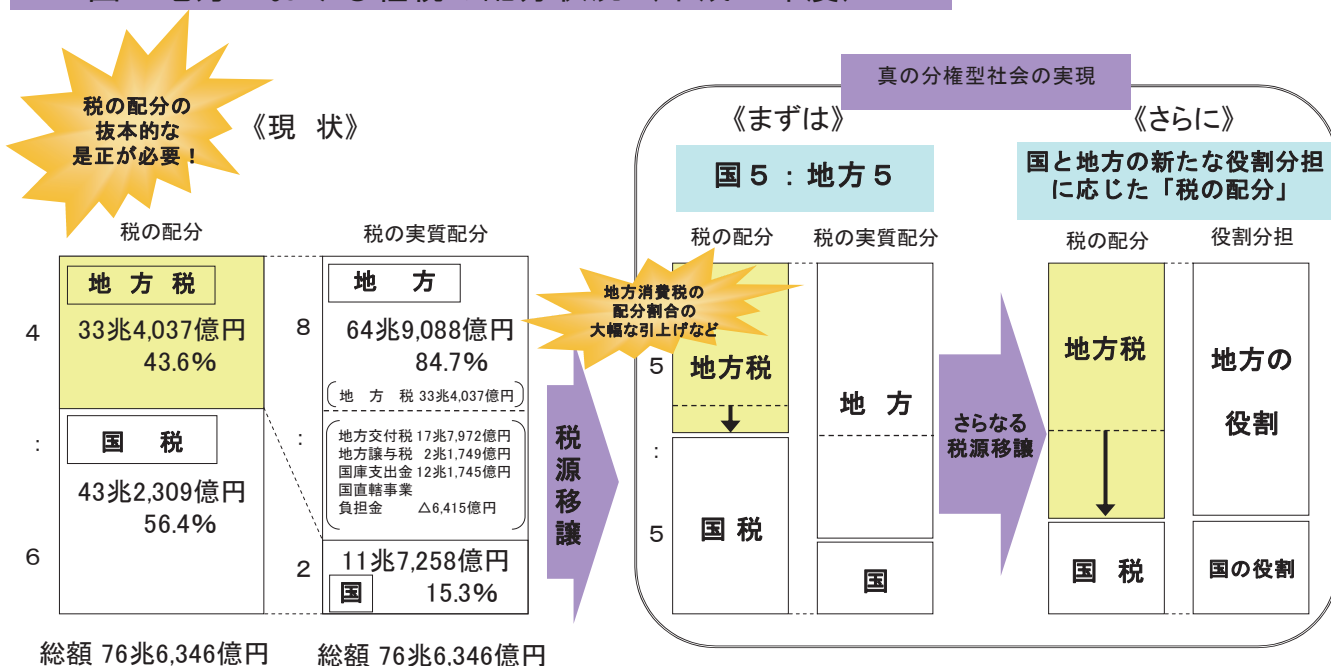 税の配分の
抜本的な
是正が必要！
《現 状》
税の配分
税の実質配分
4
:
6
地 方 税
33兆4,037億円
43.6%
国 税
43兆2,309億円
56.4%
総額 76兆6,346億円
8
:
2
地 方
64兆9,088億円
84.7%
地 方 税 33兆4,037億円
地方交付税 17兆7,972億円
地方譲与税 2兆1,749億円
国庫支出金 12兆1,745億円
国直轄事業
負担金 △6,415億円
11兆7,258億円
国 15.3%
総額 76兆6,346億円
税源移譲
真の分権型社会の実現
《まずは》
国５：地方５
税の配分
税の実質配分
地方消費税の
配分割合の
大幅な引上げなど
5
:
5
地方税
国 税
地 方
国
さらなる
税源移譲
《さらに》
国と地方の新たな役割分担
に応じた「税の配分」
税の配分
役割分担
地方税
国 税
地方の
役割
国の役割